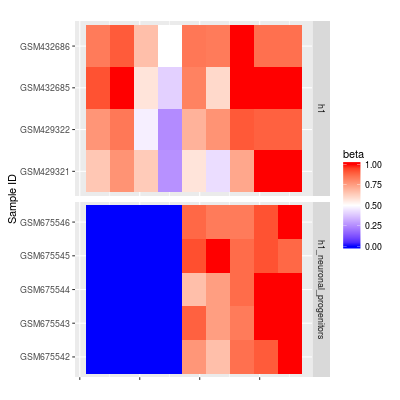 Sample ID
GSM432686
GSM432685
GSM429322
GSM429321
h1
GSM675546
GSM675545
GSM675544
GSM675543
GSM675542
h1_neuronal_progenitors
beta
1.00
0.75
0.50
0.25
0.00